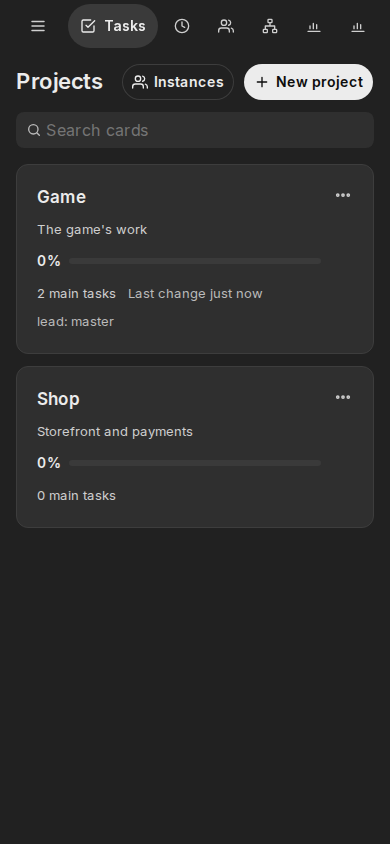 Tasks
Projects
Instances
New project
Search cards
Game
The game's work
0%
2 main tasks Last change just now
lead: master
Shop
Storefront and payments
0%
0 main tasks